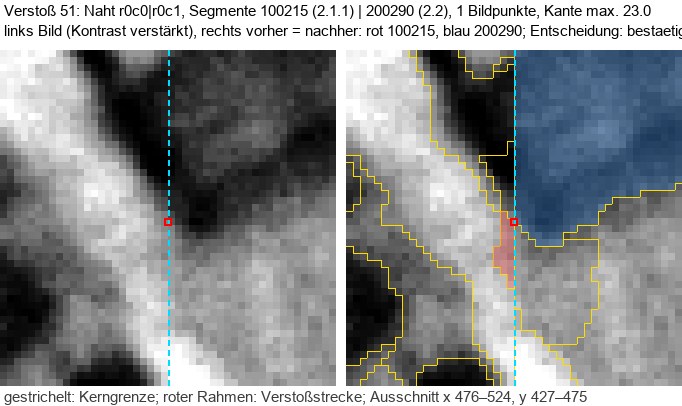 Verstoß 51: Naht r0c0|r0c1, Segmente 100215 (2.1.1) | 200290 (2.2), 1 Bildpunkte, Kante max. 23.0
links Bild (Kontrast verstärkt), rechts vorher = nachher: rot 100215, blau 200290; Entscheidung: bestaetig
gestrichelt: Kerngrenze; roter Rahmen: Verstoßstrecke; Ausschnitt x 476–524, y 427–475